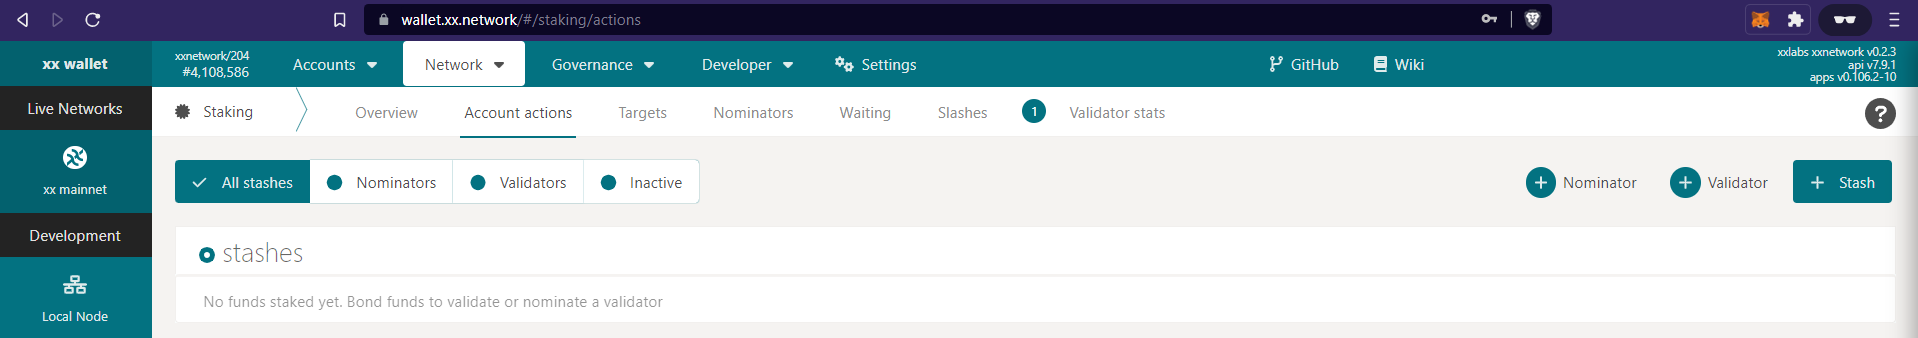 wallet.xx.network/#/staking/actions
xx wallet
xxnetwork/204
#4,108,586
Accounts
Network
Governance
Developer
Settings
GitHub
Wiki
xxlabs xxnetwork v0.2.3
api v7.9.1
apps v0.106.2-10
Live Networks
Staking
Overview
Account actions
Targets
Nominators
Waiting
Slashes
1
Validator stats
?
xx mainnet
All stashes
Nominators
Validators
Inactive
Nominator
Validator
Stash
Development
stashes
Local Node
No funds staked yet. Bond funds to validate or nominate a validator